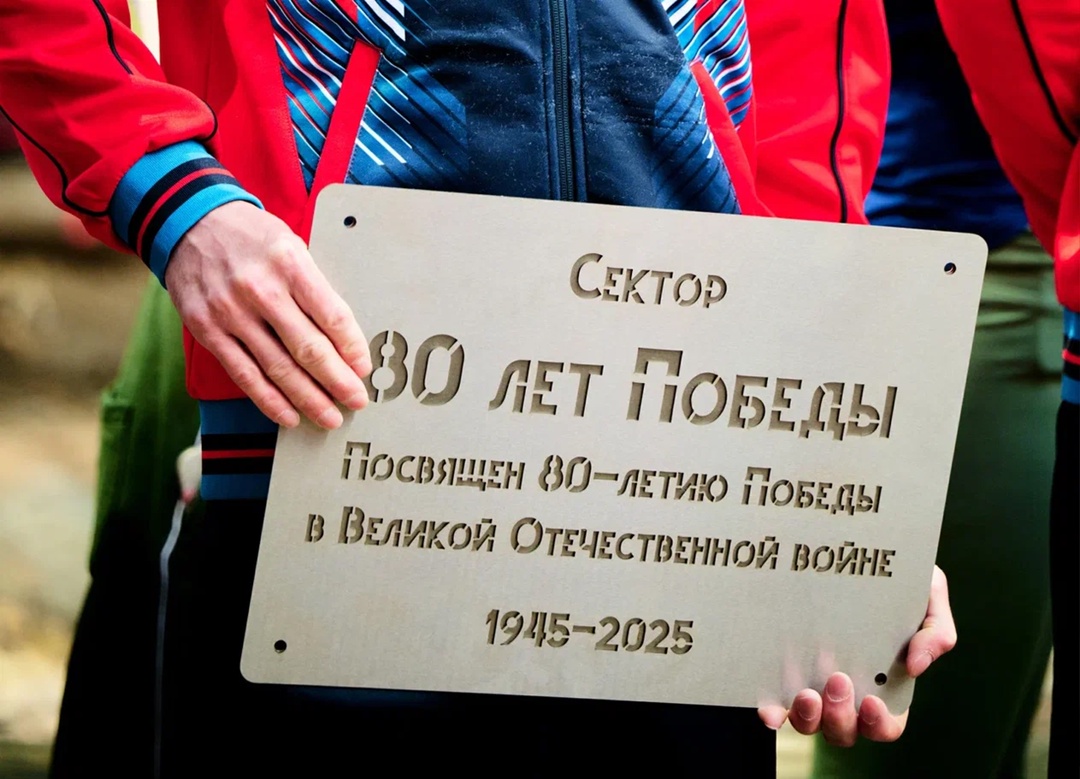 Сектор
80 лет Победы
Посвящен 80-летию Победы
в Великой Отечественной войне
1945-2025